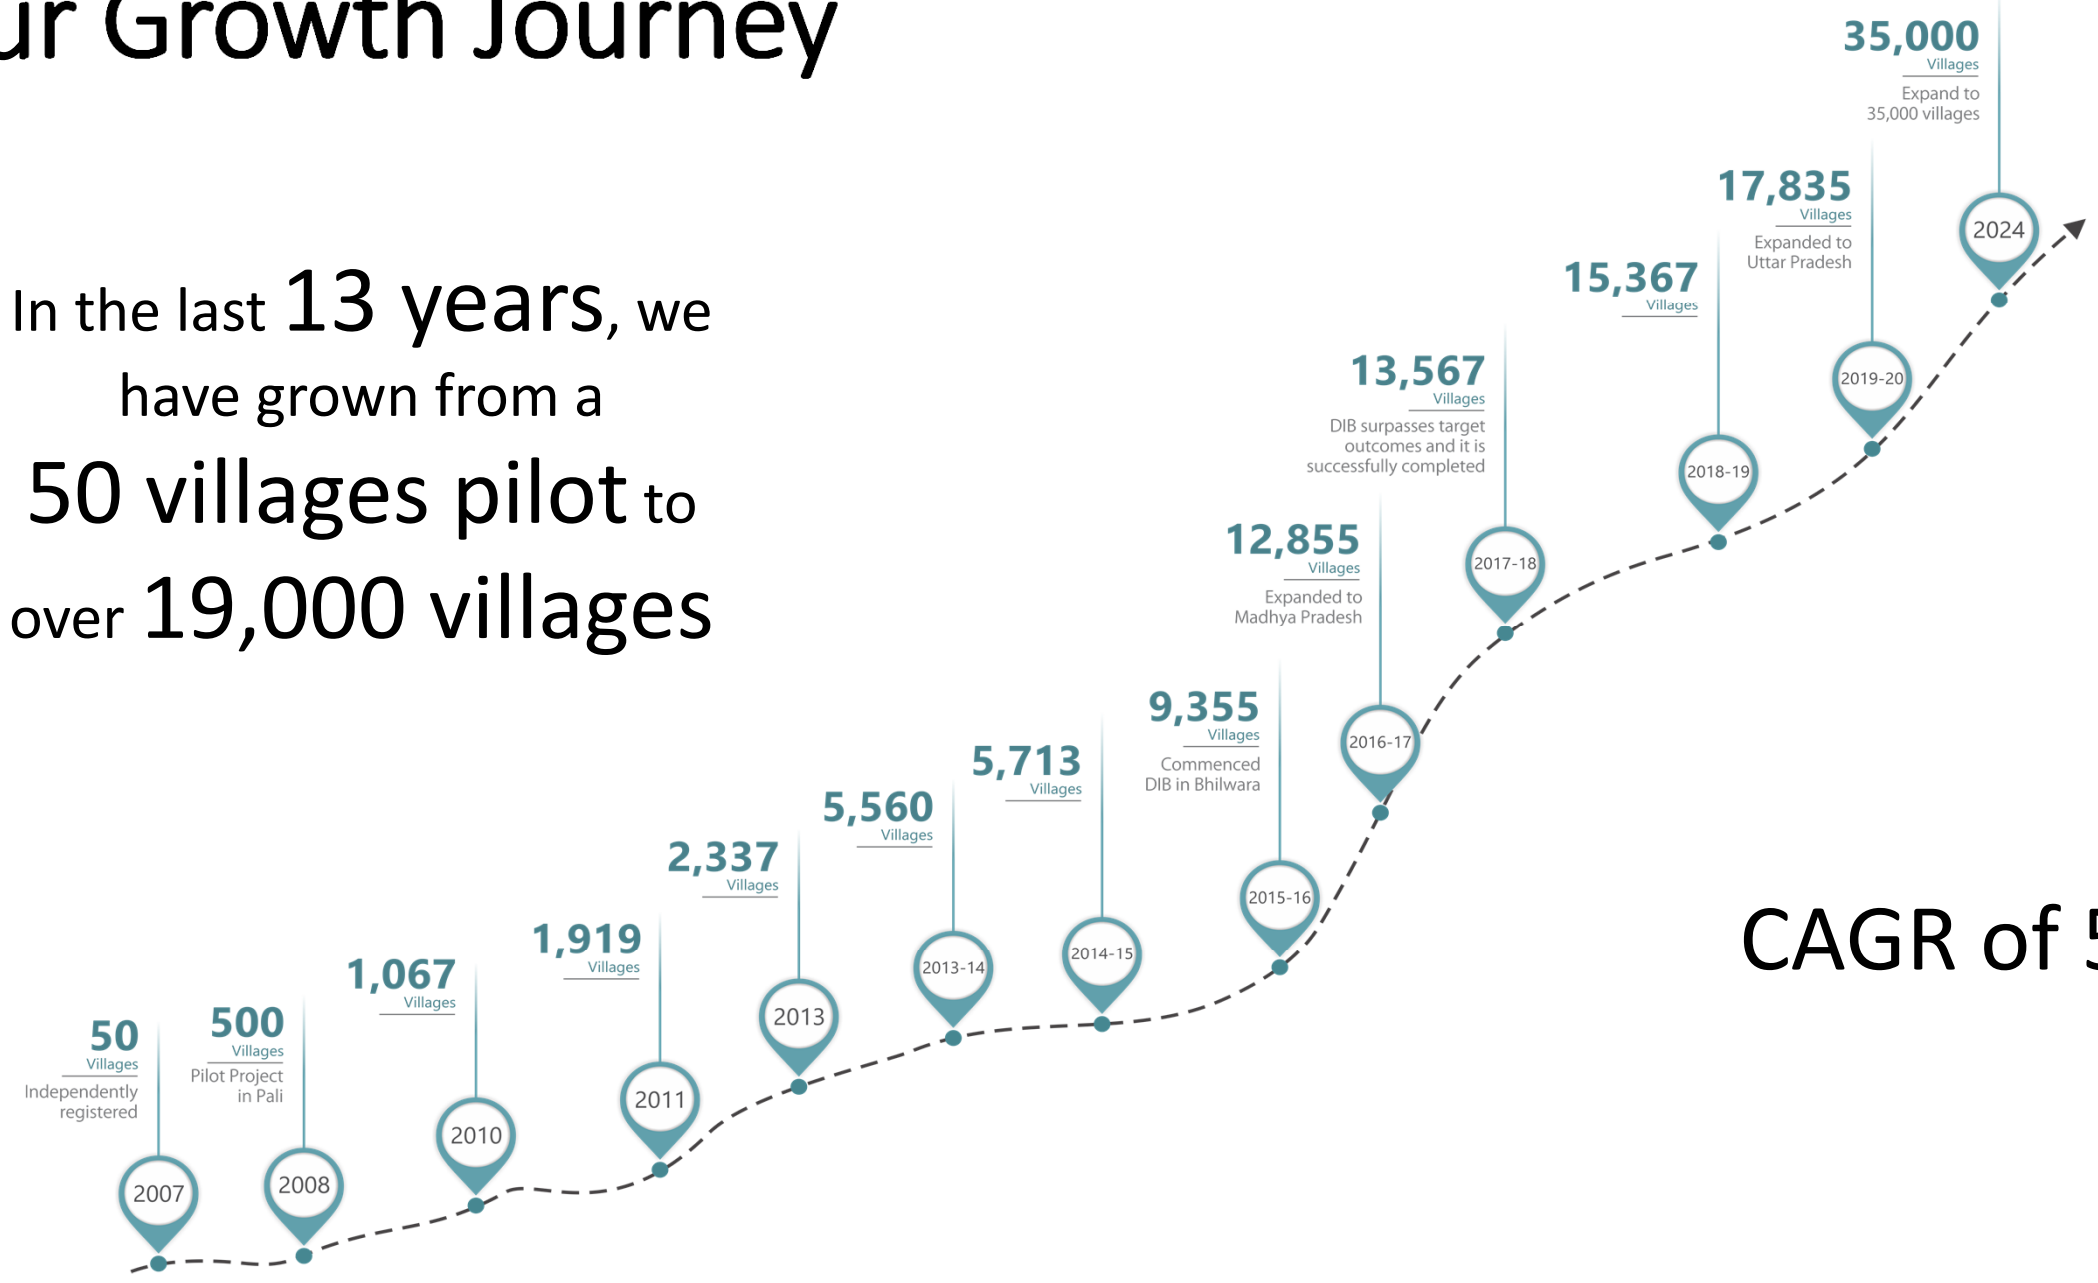 ur Growth Journey
In the last 13 years, we
have grown from a
50 villages pilot to
over 19,000 villages
50
Villages
Independently
registered
2007
500
Villages
Pilot Project
in Pali
2008
1,067
Villages
2010
1,919
Villages
2011
2,337
Villages
2013
5,560
Villages
2013-14
5,713
Villages
2014-15
9,355
Villages
Commenced
DIB in Bhilwara
2015-16
12,855
Villages
Expanded to
Madhya Pradesh
2016-17
13,567
Villages
DIB surpasses target
outcomes and it is
successfully completed
2017-18
15,367
Villages
2018-19
17,835
Villages
Expanded to
Uttar Pradesh
2019-20
35,000
Villages
Expand to
35,000 villages
2024
CAGR of